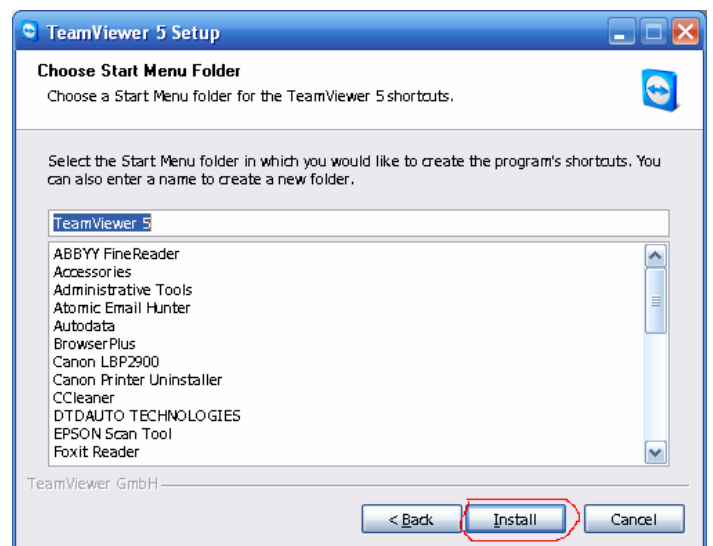 TeamViewer 5 Setup
Choose Start Menu Folder
Choose a Start Menu folder for the TeamViewer 5 shortcuts.
Select the Start Menu folder in which you would like to create the program's shortcuts. You
can also enter a name to create a new folder.
TeamViewer 5
ABBYY FineReader
Accessories
Administrative Tools
Atomic Email Hunter
Autodata
BrowserPlus
Canon LBP2900
Canon Printer Uninstaller
CCleaner
DTDAUTO TECHNOLOGIES
EPSON Scan Tool
Foxit Reader
TeamViewer GmbH
< Back Install Cancel